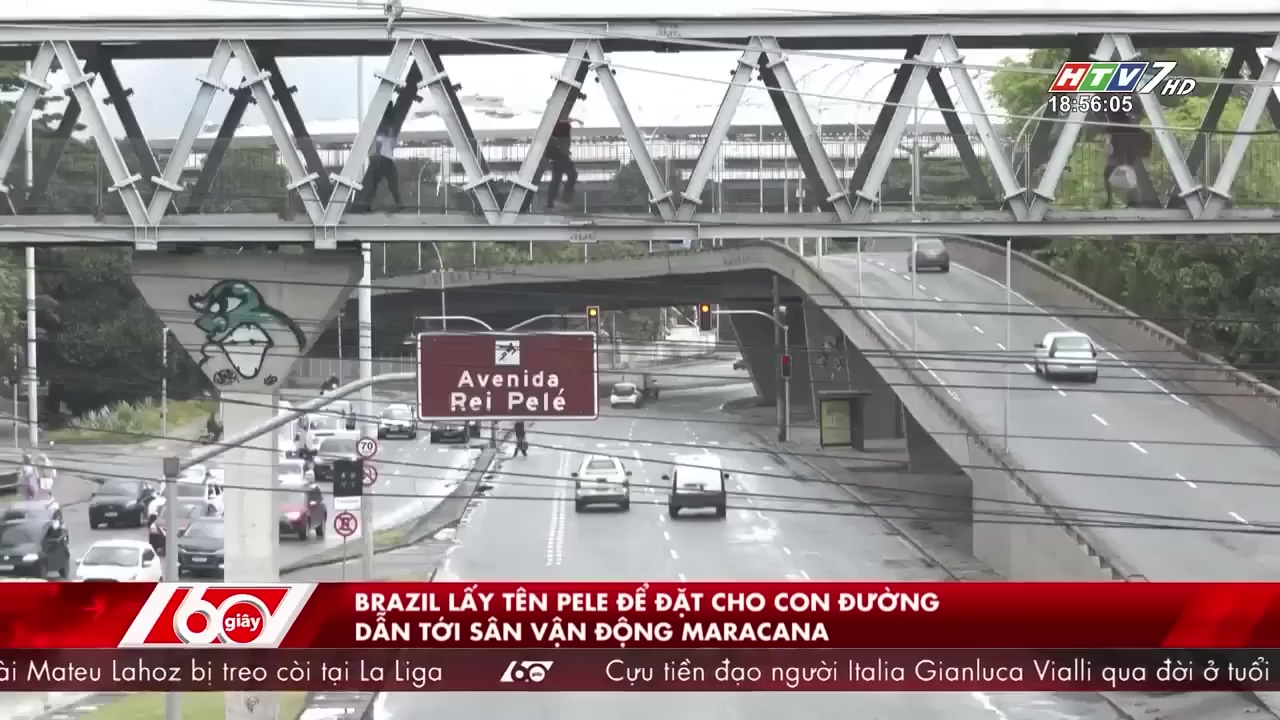 HTV7 HD
18:56:05
Avenida
Rei Pelé
70
60
giây
BRAZIL LẤY TÊN PELE ĐỂ ĐẶT CHO CON ĐƯỜNG
DẪN TỚI SÂN VẬN ĐỘNG MARACANA
ài Mateu Lahoz bị treo còi tại La Liga
60
Cựu tiền đạo người Italia Gianluca Vialli qua đời ở tuổi